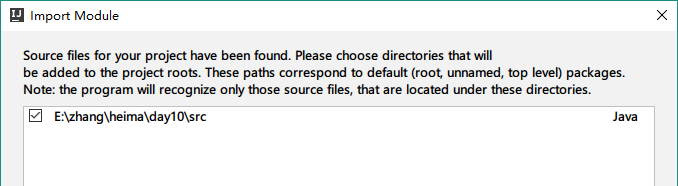 IJ Import Module
Source files for your project have been found. Please choose directories that will
be added to the project roots. These paths correspond to default (root, unnamed, top level) packages.
Note: the program will recognize only those source files, that are located under these directories.
E:\zhang\heima\day10\src Java